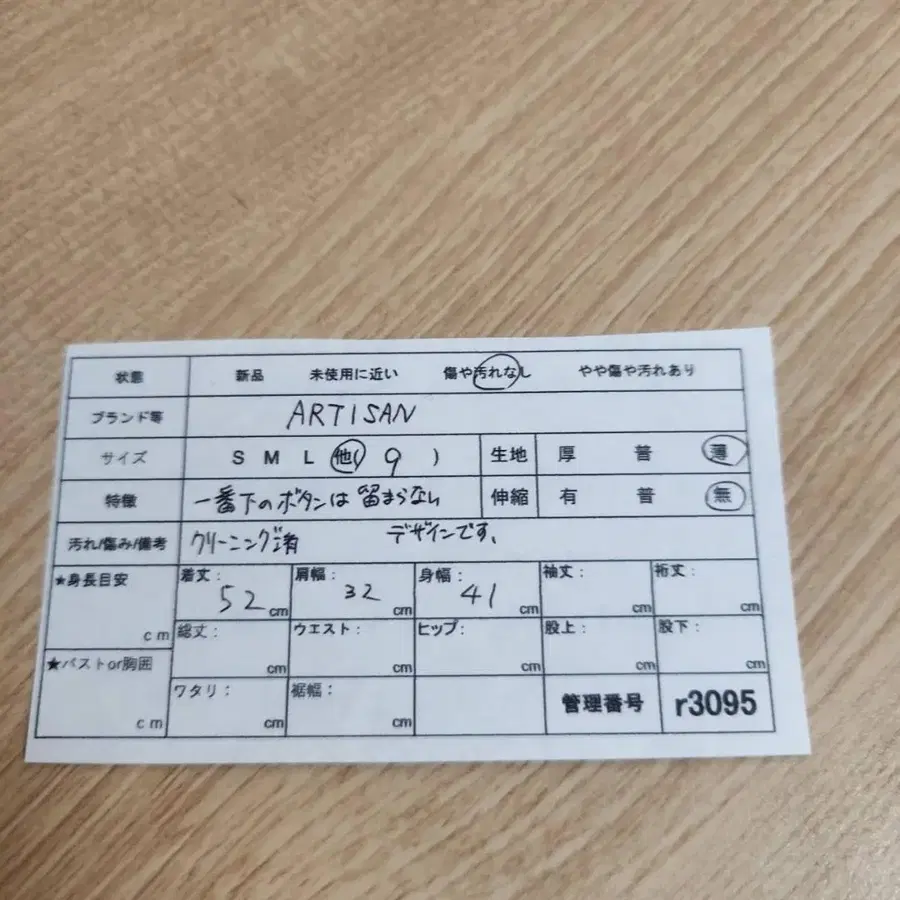 状態 新品 未使用に近い 傷や汚れなし やや傷や汚れあり
ブランド等 ARTISAN
サイズ S M L 他( 9 ) 生地 厚 普 薄
特徴 一番下のボタンは留まらない 伸縮 有 普 無
汚れ/傷み/備考 クリーニング済 デザインです、
★身長目安 cm 着丈: 52 cm 肩幅: 32 cm 身幅: 41 cm 袖丈: cm 裄丈: cm
総丈: cm ウエスト: cm ヒップ: cm 股上: cm 股下: cm
★バストor胸囲 cm ワタリ: cm 裾幅: cm 管理番号 r3095